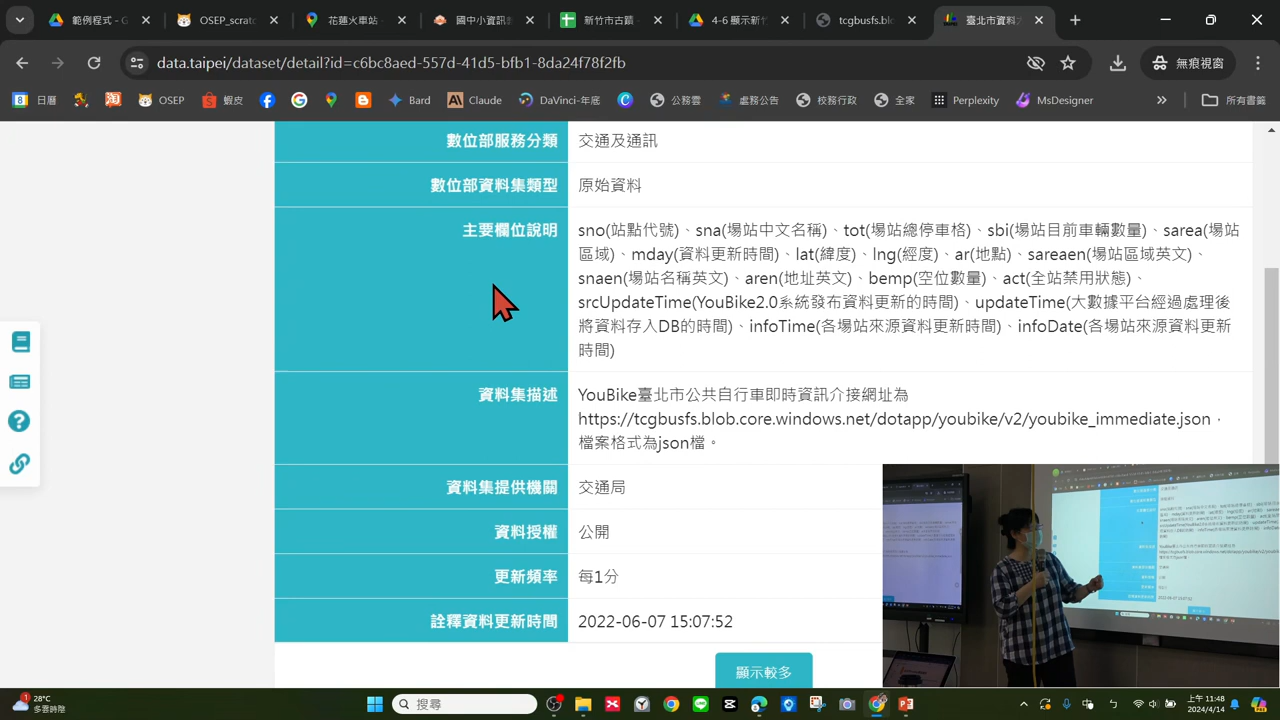 範例程式 - G
OSEP_scratc
花蓮火車站 -
國中小資訊
新竹市古蹟 -
4-6 顯示條
tcgbusfs.blo
臺北市資料
data.taipei/dataset/detail?id=c6bc8aed-557d-41d5-bfb1-8da24f78f2fb
無痕視窗
日曆
淘
OSEP
蝦皮
Bard
Claude
DaVinci-年底
公務雲
處務公告
校務行政
全家
Perplexity
MsDesigner
所有書籤
數位部服務分類 交通及通訊
數位部資料集類型 原始資料
主要欄位說明 sno(站點代號)、sna(場站中文名稱)、tot(場站總停車格)、sbi(場站目前車輛數量)、sarea(場站
區域)、mday(資料更新時間)、lat(緯度)、lng(經度)、ar(地點)、sareaen(場站區域英文)、
snaen(場站名稱英文)、aren(地址英文)、bemp(空位數量)、act(全站禁用狀態)、
srcUpdateTime(YouBike2.0系統發布資料更新的時間)、updateTime(大數據平台經過處理後
將資料存入DB的時間)、infoTime(各場站來源資料更新時間)、infoDate(各場站來源資料更新
時間)
資料集描述 YouBike臺北市公共自行車即時資訊介接網址為
https://tcgbusfs.blob.core.windows.net/dotapp/youbike/v2/youbike_immediate.json，
檔案格式為json檔。
資料集提供機關 交通局
資料授權 公開
更新頻率 每1分
詮釋資料更新時間 2022-06-07 15:07:52
顯示較多
28°C
多雲時陰
搜尋
上午 11:48
2024/4/14